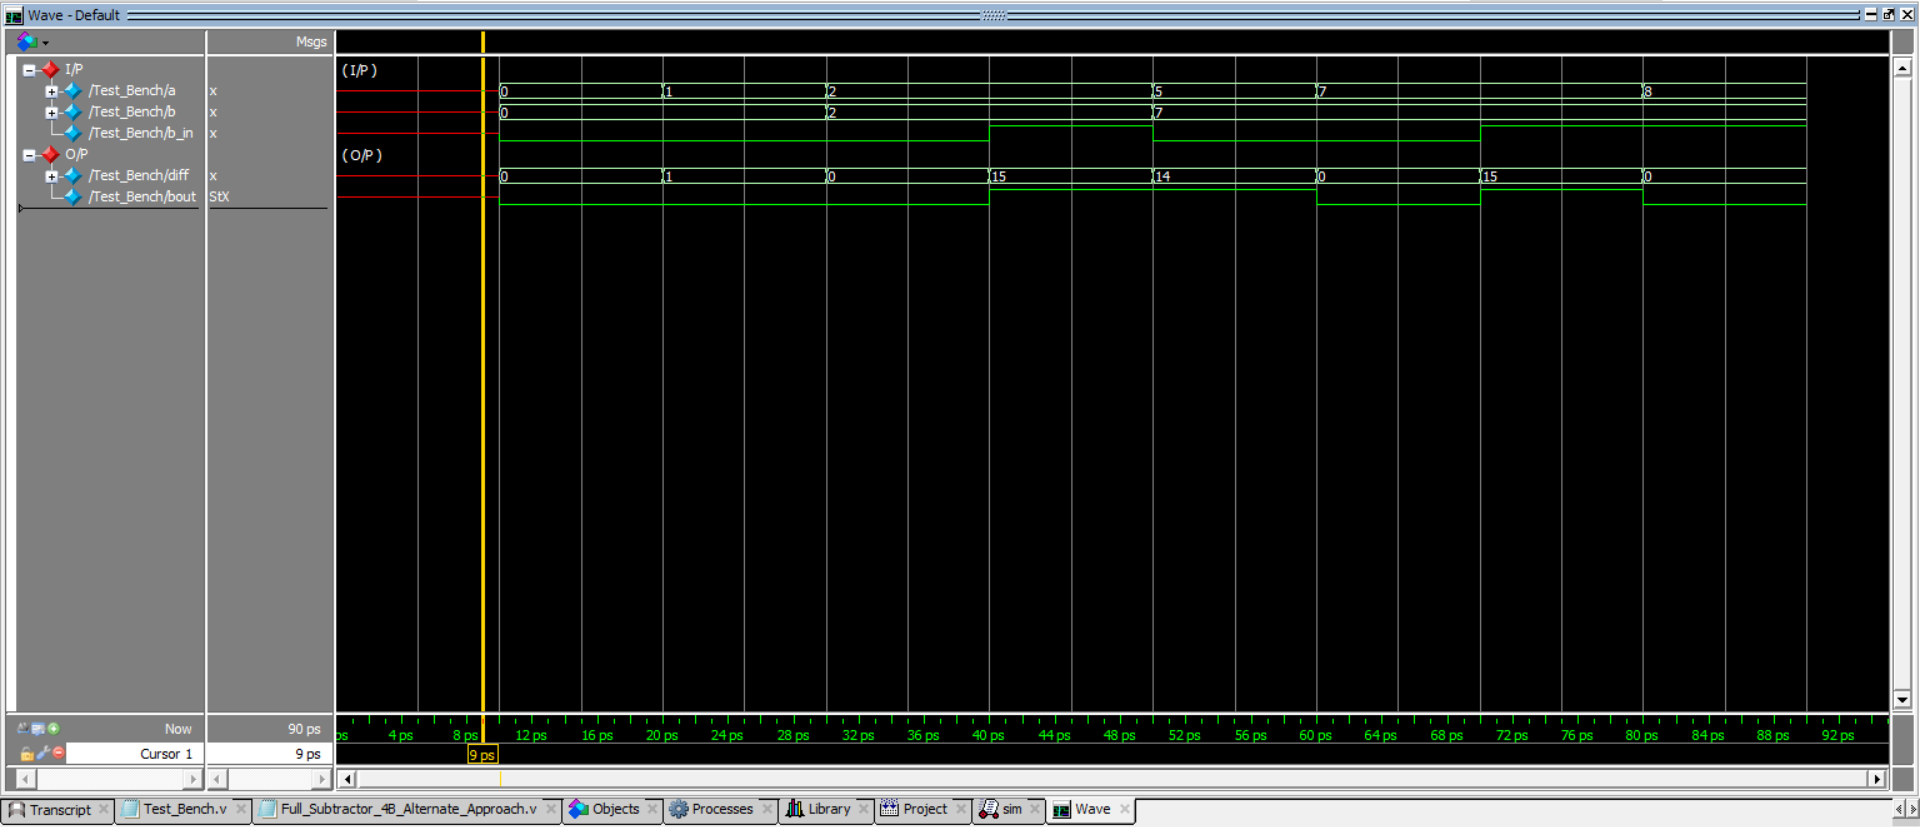 Wave - Default
Msgs
I/P
( I/P )
/Test_Bench/a x 0 1 2 5 7 8
/Test_Bench/b x 0 2 7
/Test_Bench/b_in x
O/P
( O/P )
/Test_Bench/diff x 0 1 0 15 14 0 15 0
/Test_Bench/bout StX
Now 90 ps
ps 4 ps 8 ps 12 ps 16 ps 20 ps 24 ps 28 ps 32 ps 36 ps 40 ps 44 ps 48 ps 52 ps 56 ps 60 ps 64 ps 68 ps 72 ps 76 ps 80 ps 84 ps 88 ps 92 ps
Cursor 1 9 ps 9 ps
Transcript Test_Bench.v Full_Subtractor_4B_Alternate_Approach.v Objects Processes Library Project sim Wave